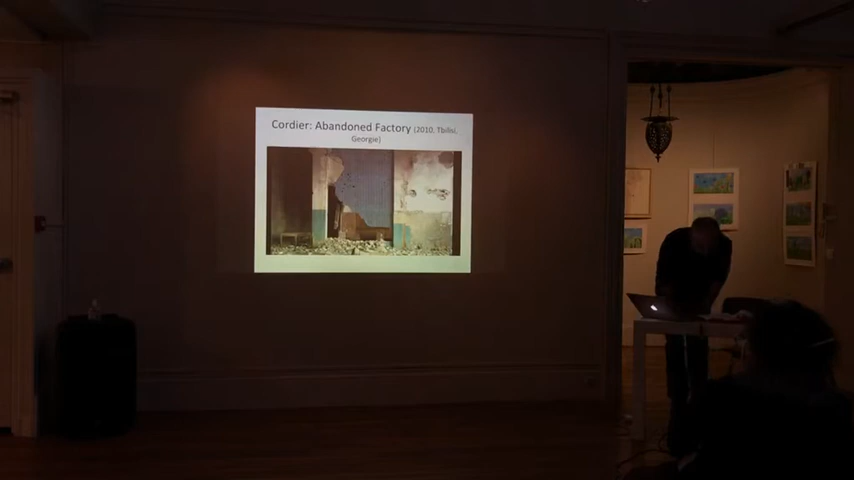 Cordier: Abandoned Factory (2010, Tbilisi,
Georgie)